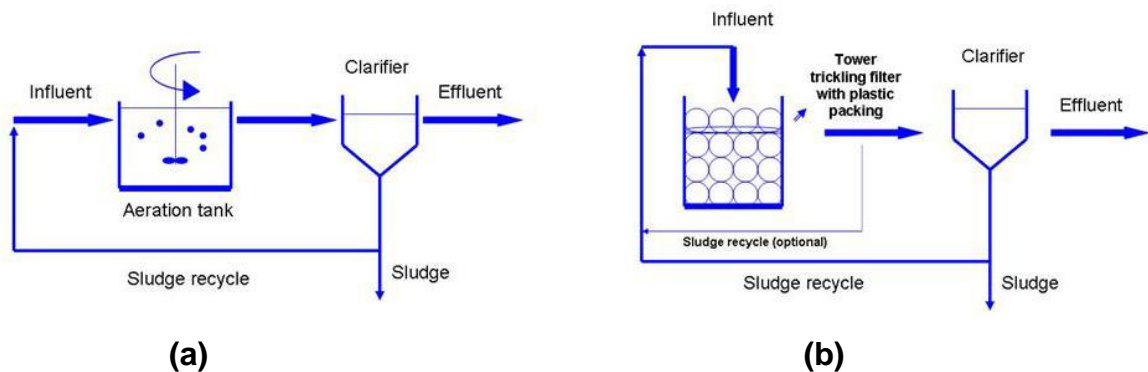 Influent
Clarifier
Effluent
Aeration tank
Sludge recycle
Sludge
(a)
Influent
Tower
trickling filter
with plastic
packing
Clarifier
Effluent
Sludge recycle (optional)
Sludge recycle
Sludge
(b)